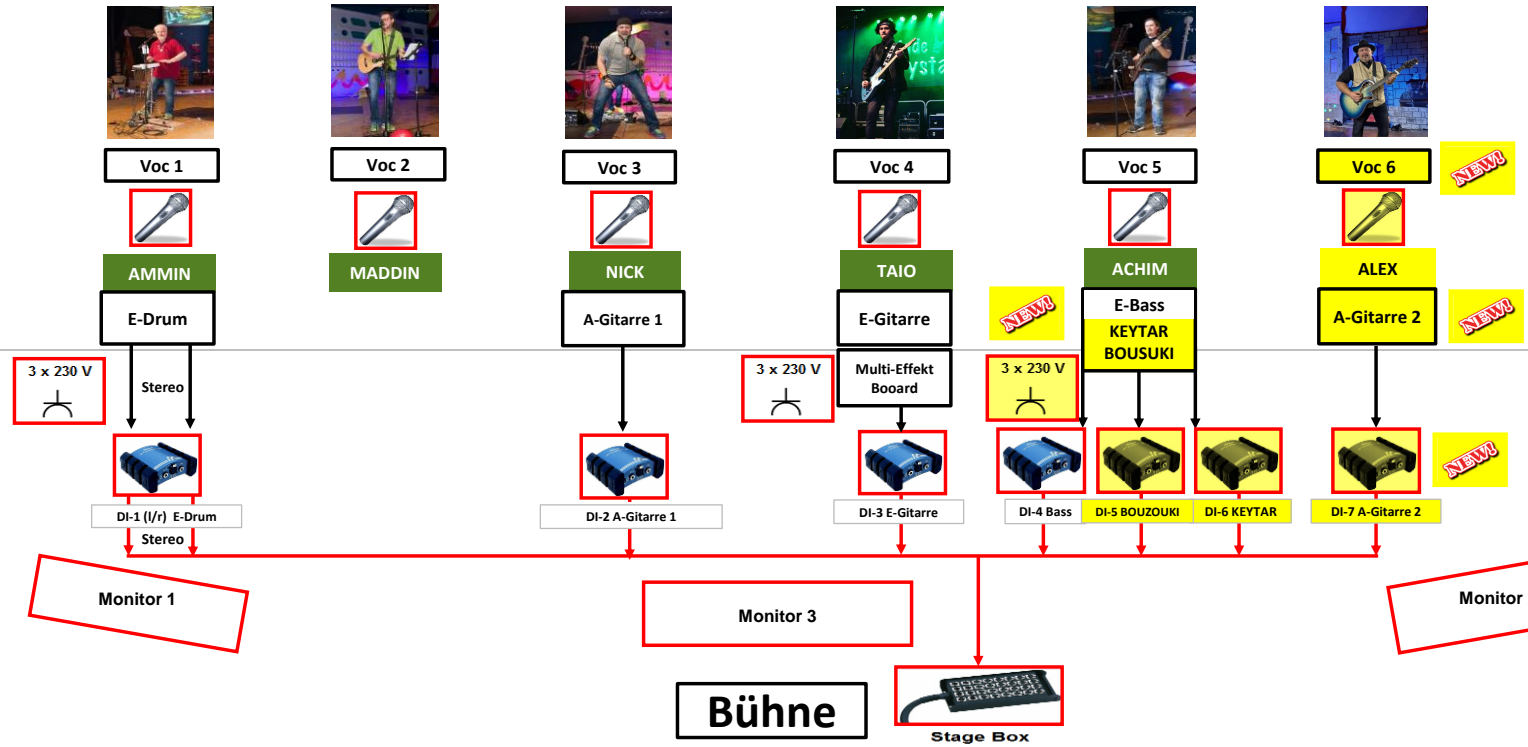 Voc 1
Voc 2
Voc 3
Voc 4
Voc 5
Voc 6
NEW!
AMMIN
MADDIN
NICK
TAIO
ACHIM
ALEX
E-Drum
A-Gitarre 1
E-Gitarre
NEW!
E-Bass
KEYTAR
BOUSUKI
A-Gitarre 2
NEW!
3 x 230 V
Stereo
3 x 230 V
Multi-Effekt
Booard
3 x 230 V
NEW!
DI-1 (l/r) E-Drum
DI-2 A-Gitarre 1
DI-3 E-Gitarre
DI-4 Bass
DI-5 BOUZOUKI
DI-6 KEYTAR
DI-7 A-Gitarre 2
Stereo
Monitor 1
Monitor 3
Monitor
Bühne
Stage Box